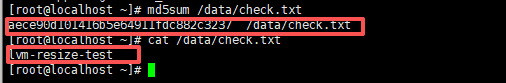 [root@localhost ~]# md5sum /data/check.txt
aece90d101416b5e64911fdc882c3237  /data/check.txt
[root@localhost ~]# cat /data/check.txt
lvm-resize-test
[root@localhost ~]#